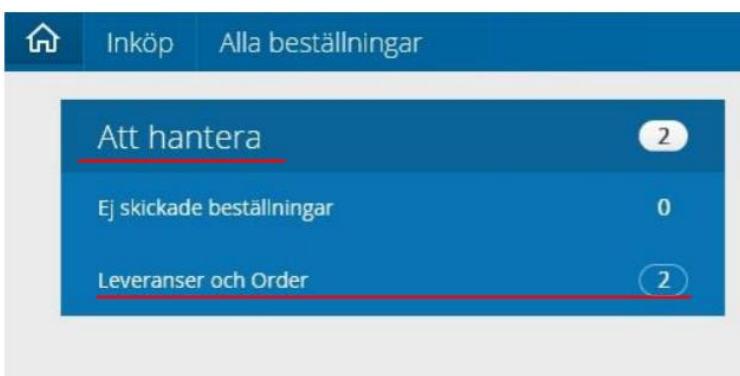 Inköp Alla beställningar
Att hantera 2
Ej skickade beställningar 0
Leveranser och Order 2